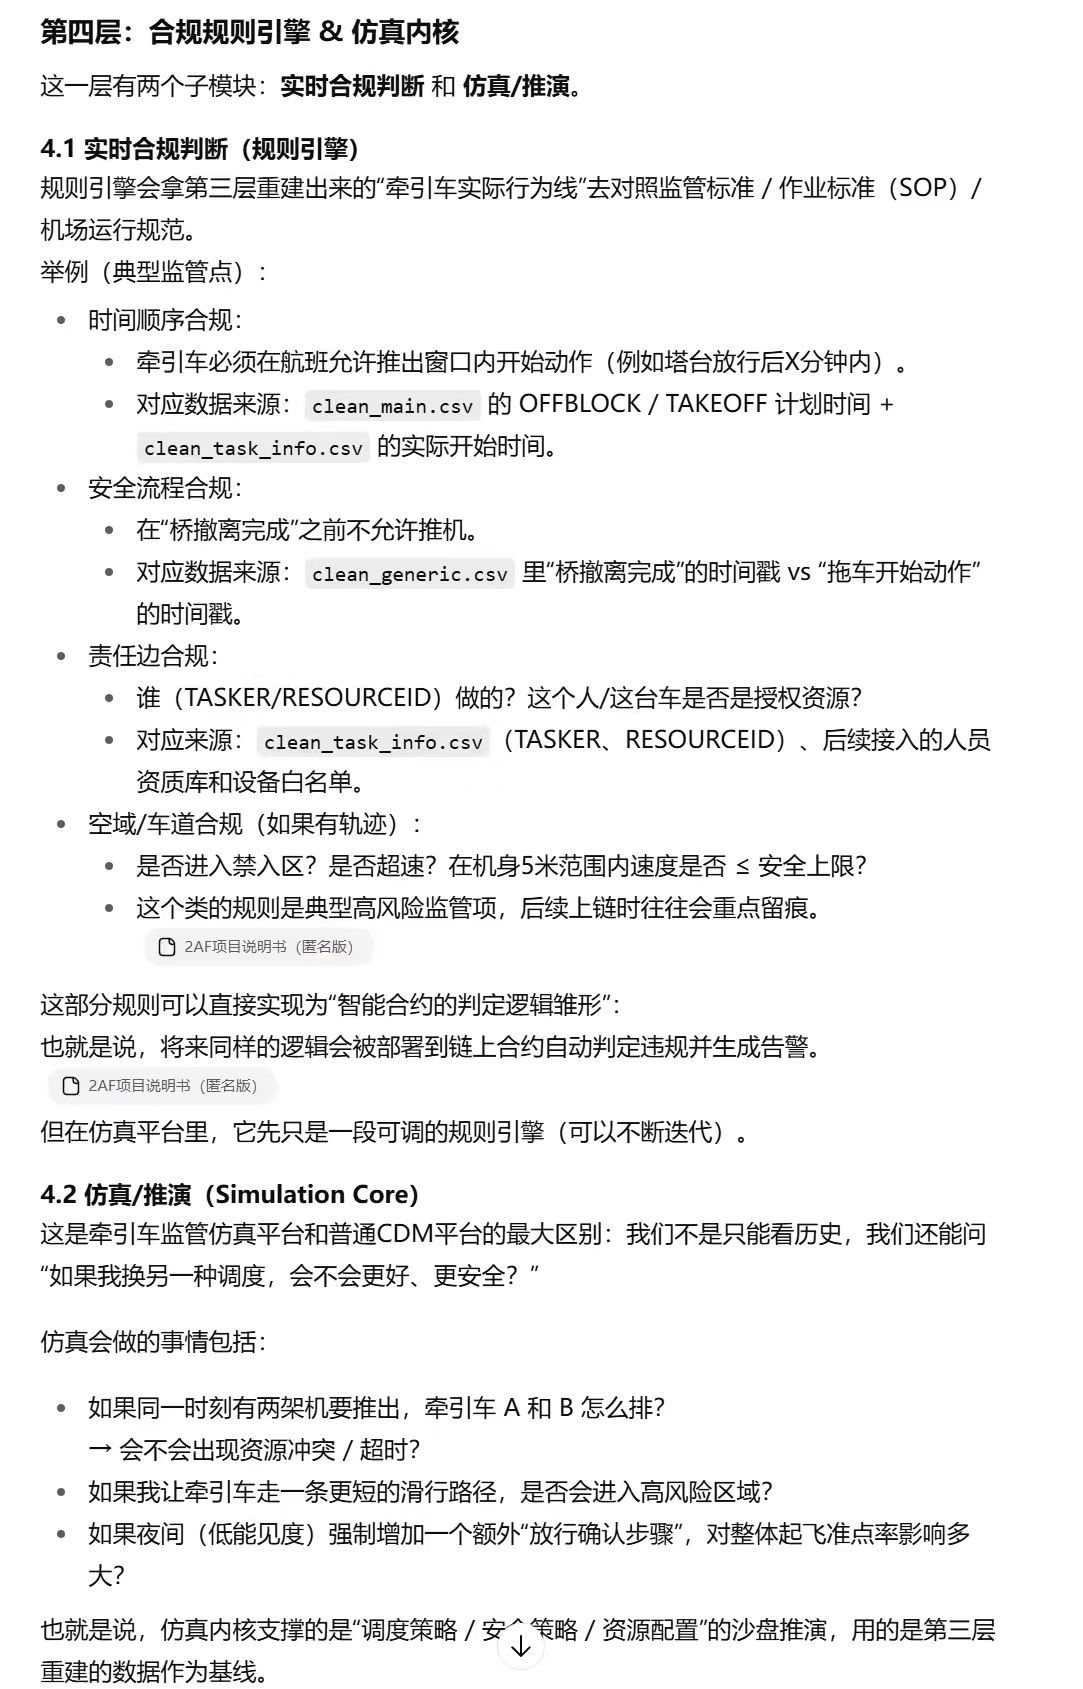 第四层：合规规则引擎 & 仿真内核
这一层有两个子模块：实时合规判断 和 仿真/推演。
4.1 实时合规判断（规则引擎）
规则引擎会拿第三层重建出来的“牵引车实际行为线”去对照监管标准 / 作业标准（SOP）/
机场运行规范。
举例（典型监管点）：
• 时间顺序合规：
• 牵引车必须在航班允许推出窗口内开始动作（例如塔台放行后X分钟内）。
• 对应数据来源：clean_main.csv 的 OFFBLOCK / TAKEOFF 计划时间 +
clean_task_info.csv 的实际开始时间。
• 安全流程合规：
• 在“桥撤离完成”之前不允许推机。
• 对应数据来源：clean_generic.csv 里“桥撤离完成”的时间戳 vs “拖车开始动作”
的时间戳。
• 责任边合规：
• 谁（TASKER/RESOURCEID）做的？这个人/这台车是否是授权资源？
• 对应来源：clean_task_info.csv（TASKER、RESOURCEID）、后续接入的人员
资质库和设备白名单。
• 空域/车道合规（如果有轨迹）：
• 是否进入禁入区？是否超速？在机身5米范围内速度是否 ≤ 安全上限？
• 这个类的规则是典型高风险监管项，后续上链时往往会重点留痕。
2AF项目说明书（匿名版）
这部分规则可以直接实现为“智能合约的判定逻辑雏形”：
也就是说，将来同样的逻辑会被部署到链上合约自动判定违规并生成告警。
2AF项目说明书（匿名版）
但在仿真平台里，它先只是一段可调的规则引擎（可以不断迭代）。
4.2 仿真/推演（Simulation Core）
这是牵引车监管仿真平台和普通CDM平台的最大区别：我们不是只能看历史，我们还能问
“如果我换另一种调度，会不会更好、更安全？”
仿真会做的事情包括：
• 如果同一时刻有两架机要推出，牵引车 A 和 B 怎么排？
→ 会不会出现资源冲突 / 超时？
• 如果我让牵引车走一条更短的滑行路径，是否会进入高风险区域？
• 如果夜间（低能见度）强制增加一个额外“放行确认步骤”，对整体起飞准点率影响多
大？
也就是说，仿真内核支撑的是“调度策略 / 安全策略 / 资源配置”的沙盘推演，用的是第三层
重建的数据作为基线。